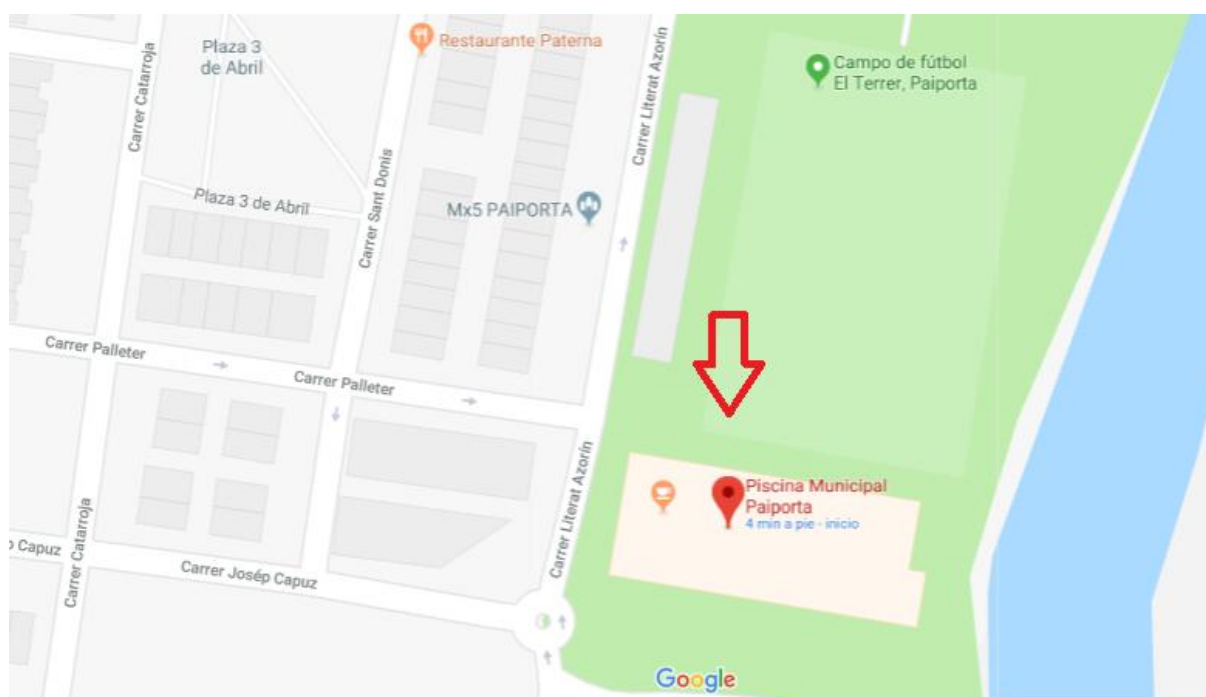 Plaza 3
de Abril
Restaurante Paterna
Carrer Catarroja
Carrer Literat Azorín
Campo de fútbol
El Terrer, Paiporta
Plaza 3 de Abril
Carrer Sant Donis
Mx5 PAIPORTA
Carrer Palleter
Carrer Palleter
Piscina Municipal
Paiporta
4 min a pie - inicio
Carrer Literat Azorín
Carrer Catarroja
Capuz
Carrer Josép Capuz
Google